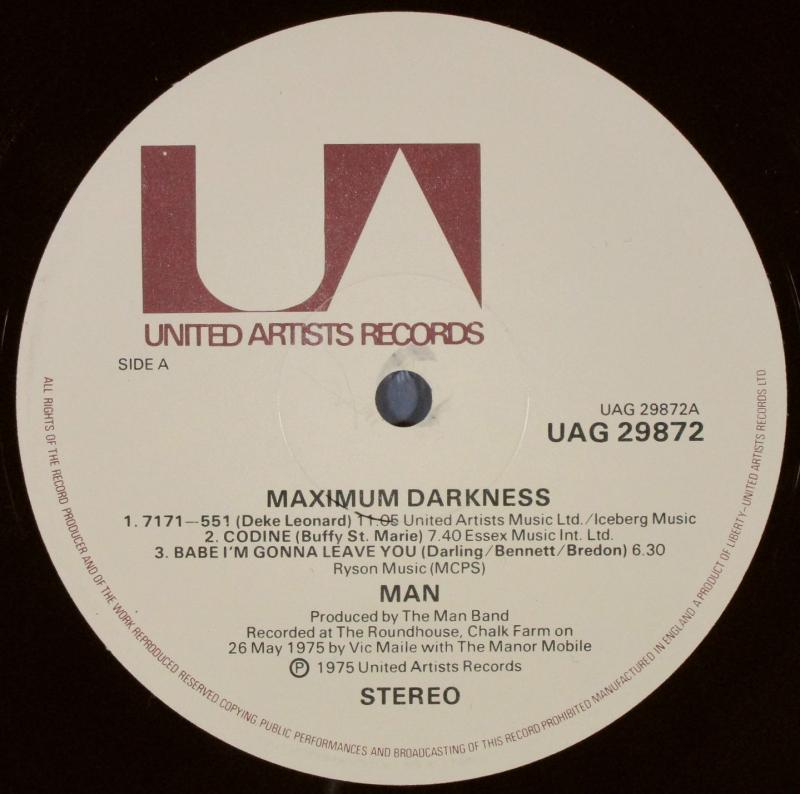 UA
UNITED ARTISTS RECORDS
SIDE A
UAG 29872A
UAG 29872
MAXIMUM DARKNESS
1. 7171—551 (Deke Leonard) 11.05 United Artists Music Ltd./Iceberg Music
2. CODINE (Buffy St. Marie) 7.40 Essex Music Int. Ltd.
3. BABE I'M GONNA LEAVE YOU (Darling/Bennett/Bredon) 6.30
Ryson Music (MCPS)
MAN
Produced by The Man Band
Recorded at The Roundhouse, Chalk Farm on
26 May 1975 by Vic Maile with The Manor Mobile
Ⓟ 1975 United Artists Records
STEREO
ALL RIGHTS OF THE RECORD PRODUCER AND OF THE WORK REPRODUCED RESERVED COPYING PUBLIC PERFORMANCES AND BROADCASTING OF THIS RECORD PROHIBITED MANUFACTURED IN ENGLAND A PRODUCT OF LIBERTY–UNITED ARTISTS RECORDS LTD